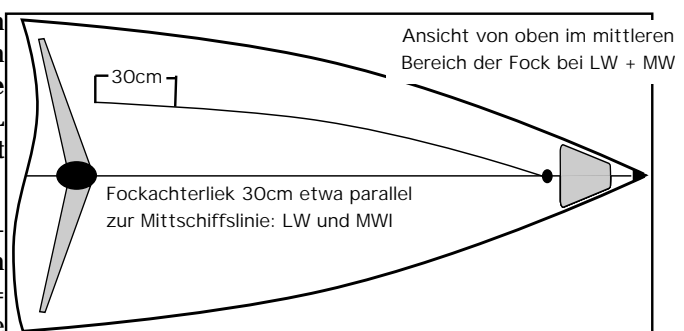 Ansicht von oben im mittleren
Bereich der Fock bei LW + MW
30cm
Fockachterliek 30cm etwa parallel
zur Mittschiffslinie: LW und MWI